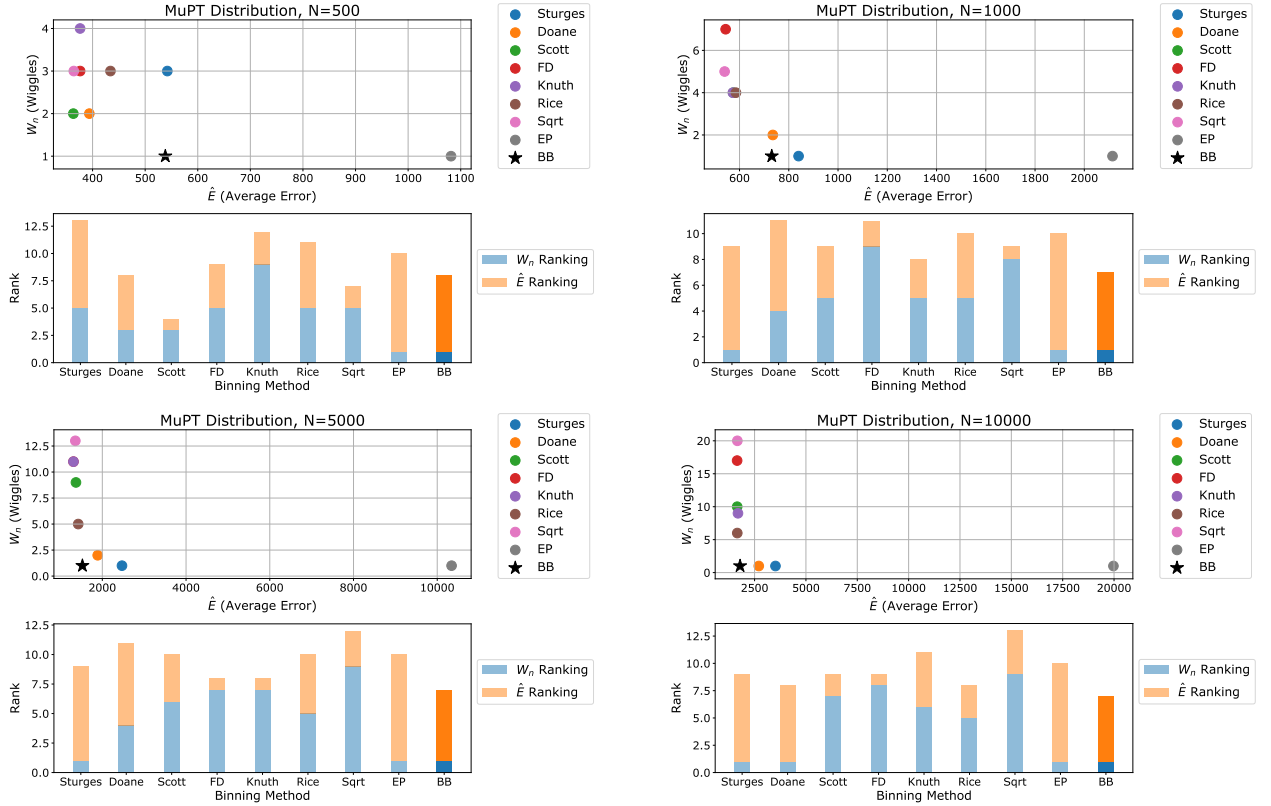 MuPT Distribution, N=500
4
3
2
1
W_n (Wiggles)
400 500 600 700 800 900 1000 1100
Ê (Average Error)
Sturges
Doane
Scott
FD
Knuth
Rice
Sqrt
EP
BB
12.5
10.0
7.5
5.0
2.5
0.0
Rank
Sturges Doane Scott FD Knuth Rice Sqrt EP BB
Binning Method
W_n Ranking
Ê Ranking
MuPT Distribution, N=1000
6
4
2
W_n (Wiggles)
600 800 1000 1200 1400 1600 1800 2000
Ê (Average Error)
Sturges
Doane
Scott
FD
Knuth
Rice
Sqrt
EP
BB
10
8
6
4
2
0
Rank
Sturges Doane Scott FD Knuth Rice Sqrt EP BB
Binning Method
W_n Ranking
Ê Ranking
MuPT Distribution, N=5000
12.5
10.0
7.5
5.0
2.5
0.0
W_n (Wiggles)
2000 4000 6000 8000 10000
Ê (Average Error)
Sturges
Doane
Scott
FD
Knuth
Rice
Sqrt
EP
BB
12.5
10.0
7.5
5.0
2.5
0.0
Rank
Sturges Doane Scott FD Knuth Rice Sqrt EP BB
Binning Method
W_n Ranking
Ê Ranking
MuPT Distribution, N=10000
20
15
10
5
0
W_n (Wiggles)
2500 5000 7500 10000 12500 15000 17500 20000
Ê (Average Error)
Sturges
Doane
Scott
FD
Knuth
Rice
Sqrt
EP
BB
12.5
10.0
7.5
5.0
2.5
0.0
Rank
Sturges Doane Scott FD Knuth Rice Sqrt EP BB
Binning Method
W_n Ranking
Ê Ranking